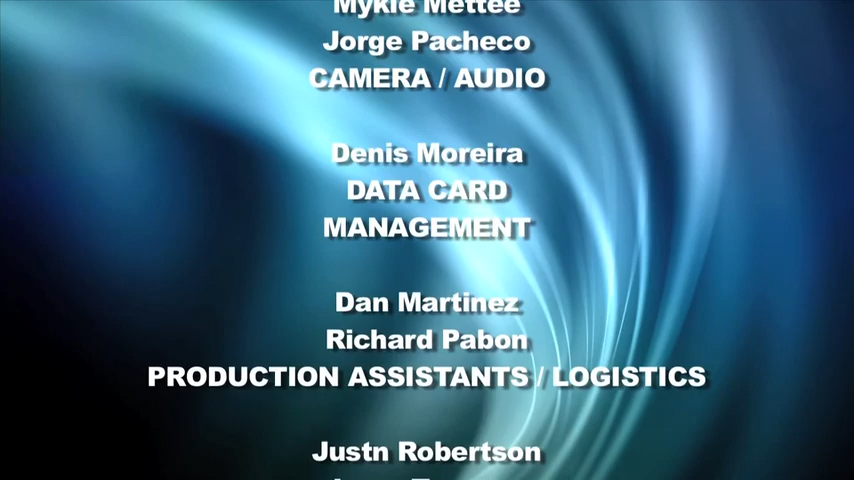 Mykle Mettee
Jorge Pacheco
CAMERA / AUDIO
Denis Moreira
DATA CARD
MANAGEMENT
Dan Martinez
Richard Pabon
PRODUCTION ASSISTANTS / LOGISTICS
Justn Robertson